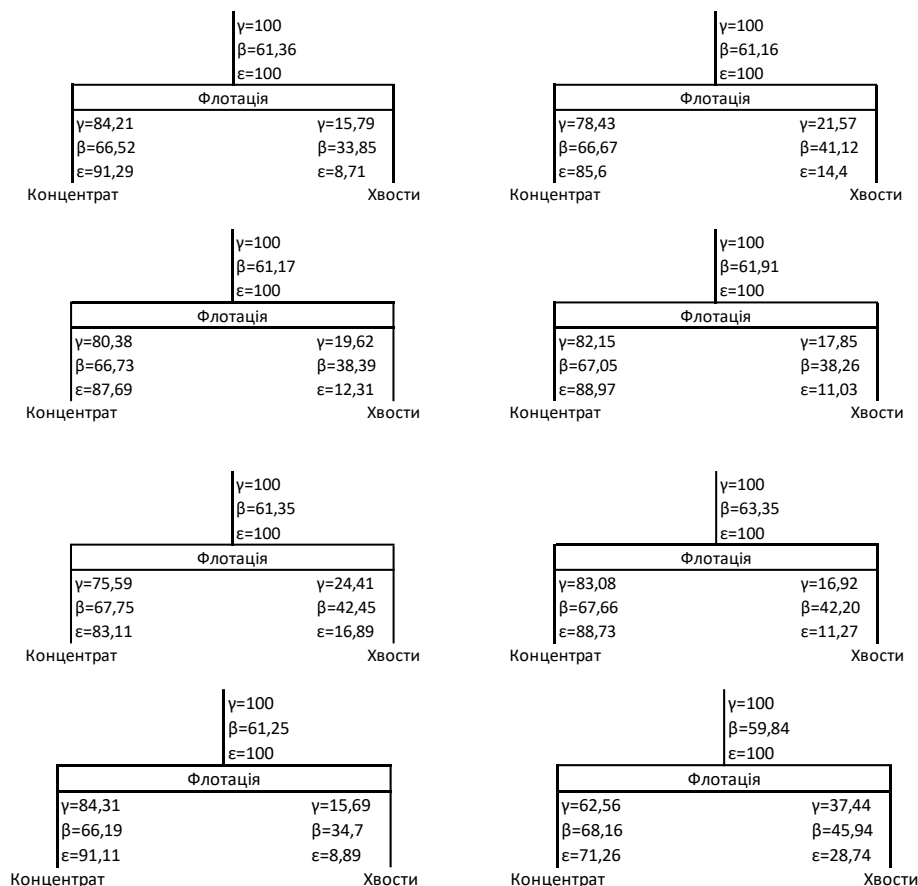 γ=100
β=61,36
ε=100
Флотація
γ=84,21 γ=15,79
β=66,52 β=33,85
ε=91,29 ε=8,71
Концентрат Хвости
γ=100
β=61,16
ε=100
Флотація
γ=78,43 γ=21,57
β=66,67 β=41,12
ε=85,6 ε=14,4
Концентрат Хвости
γ=100
β=61,17
ε=100
Флотація
γ=80,38 γ=19,62
β=66,73 β=38,39
ε=87,69 ε=12,31
Концентрат Хвости
γ=100
β=61,91
ε=100
Флотація
γ=82,15 γ=17,85
β=67,05 β=38,26
ε=88,97 ε=11,03
Концентрат Хвости
γ=100
β=61,35
ε=100
Флотація
γ=75,59 γ=24,41
β=67,75 β=42,45
ε=83,11 ε=16,89
Концентрат Хвости
γ=100
β=63,35
ε=100
Флотація
γ=83,08 γ=16,92
β=67,66 β=42,20
ε=88,73 ε=11,27
Концентрат Хвости
γ=100
β=61,25
ε=100
Флотація
γ=84,31 γ=15,69
β=66,19 β=34,7
ε=91,11 ε=8,89
Концентрат Хвости
γ=100
β=59,84
ε=100
Флотація
γ=62,56 γ=37,44
β=68,16 β=45,94
ε=71,26 ε=28,74
Концентрат Хвости